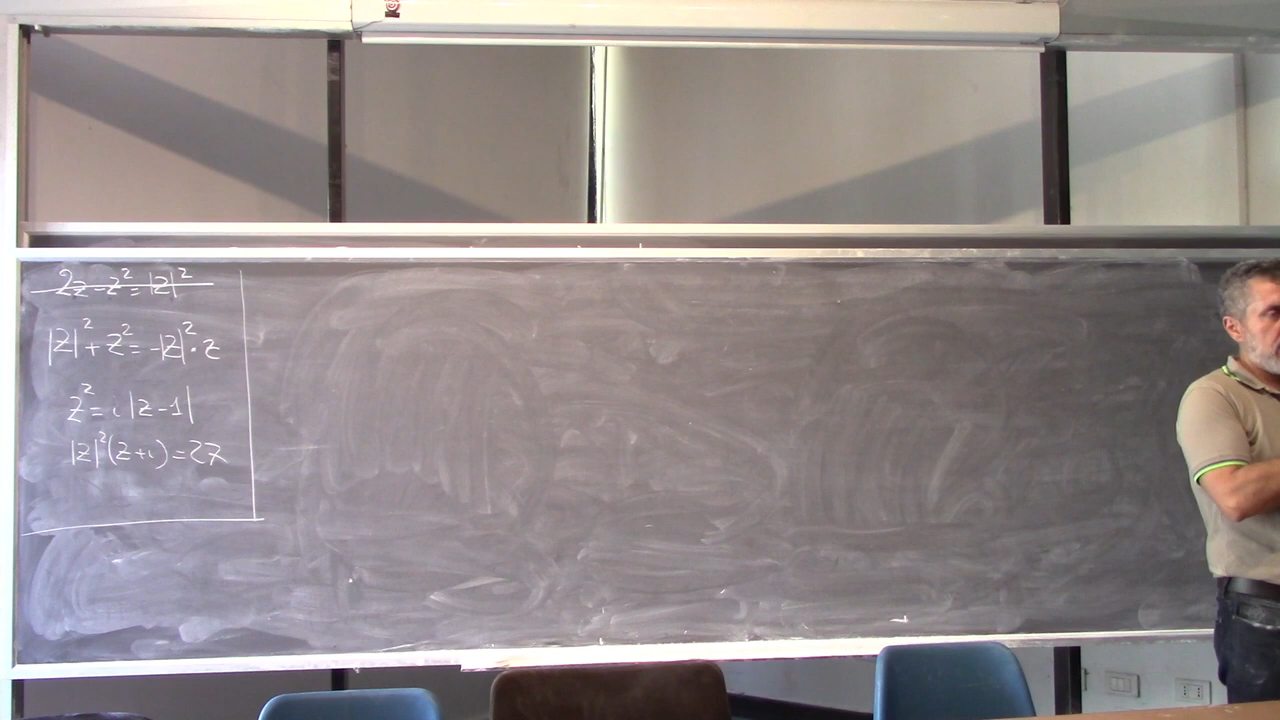 2z - z² = |z|²
|z|² + z² = -|z|² · z
z² = i |z - 1|
|z|² (z + i) = 27